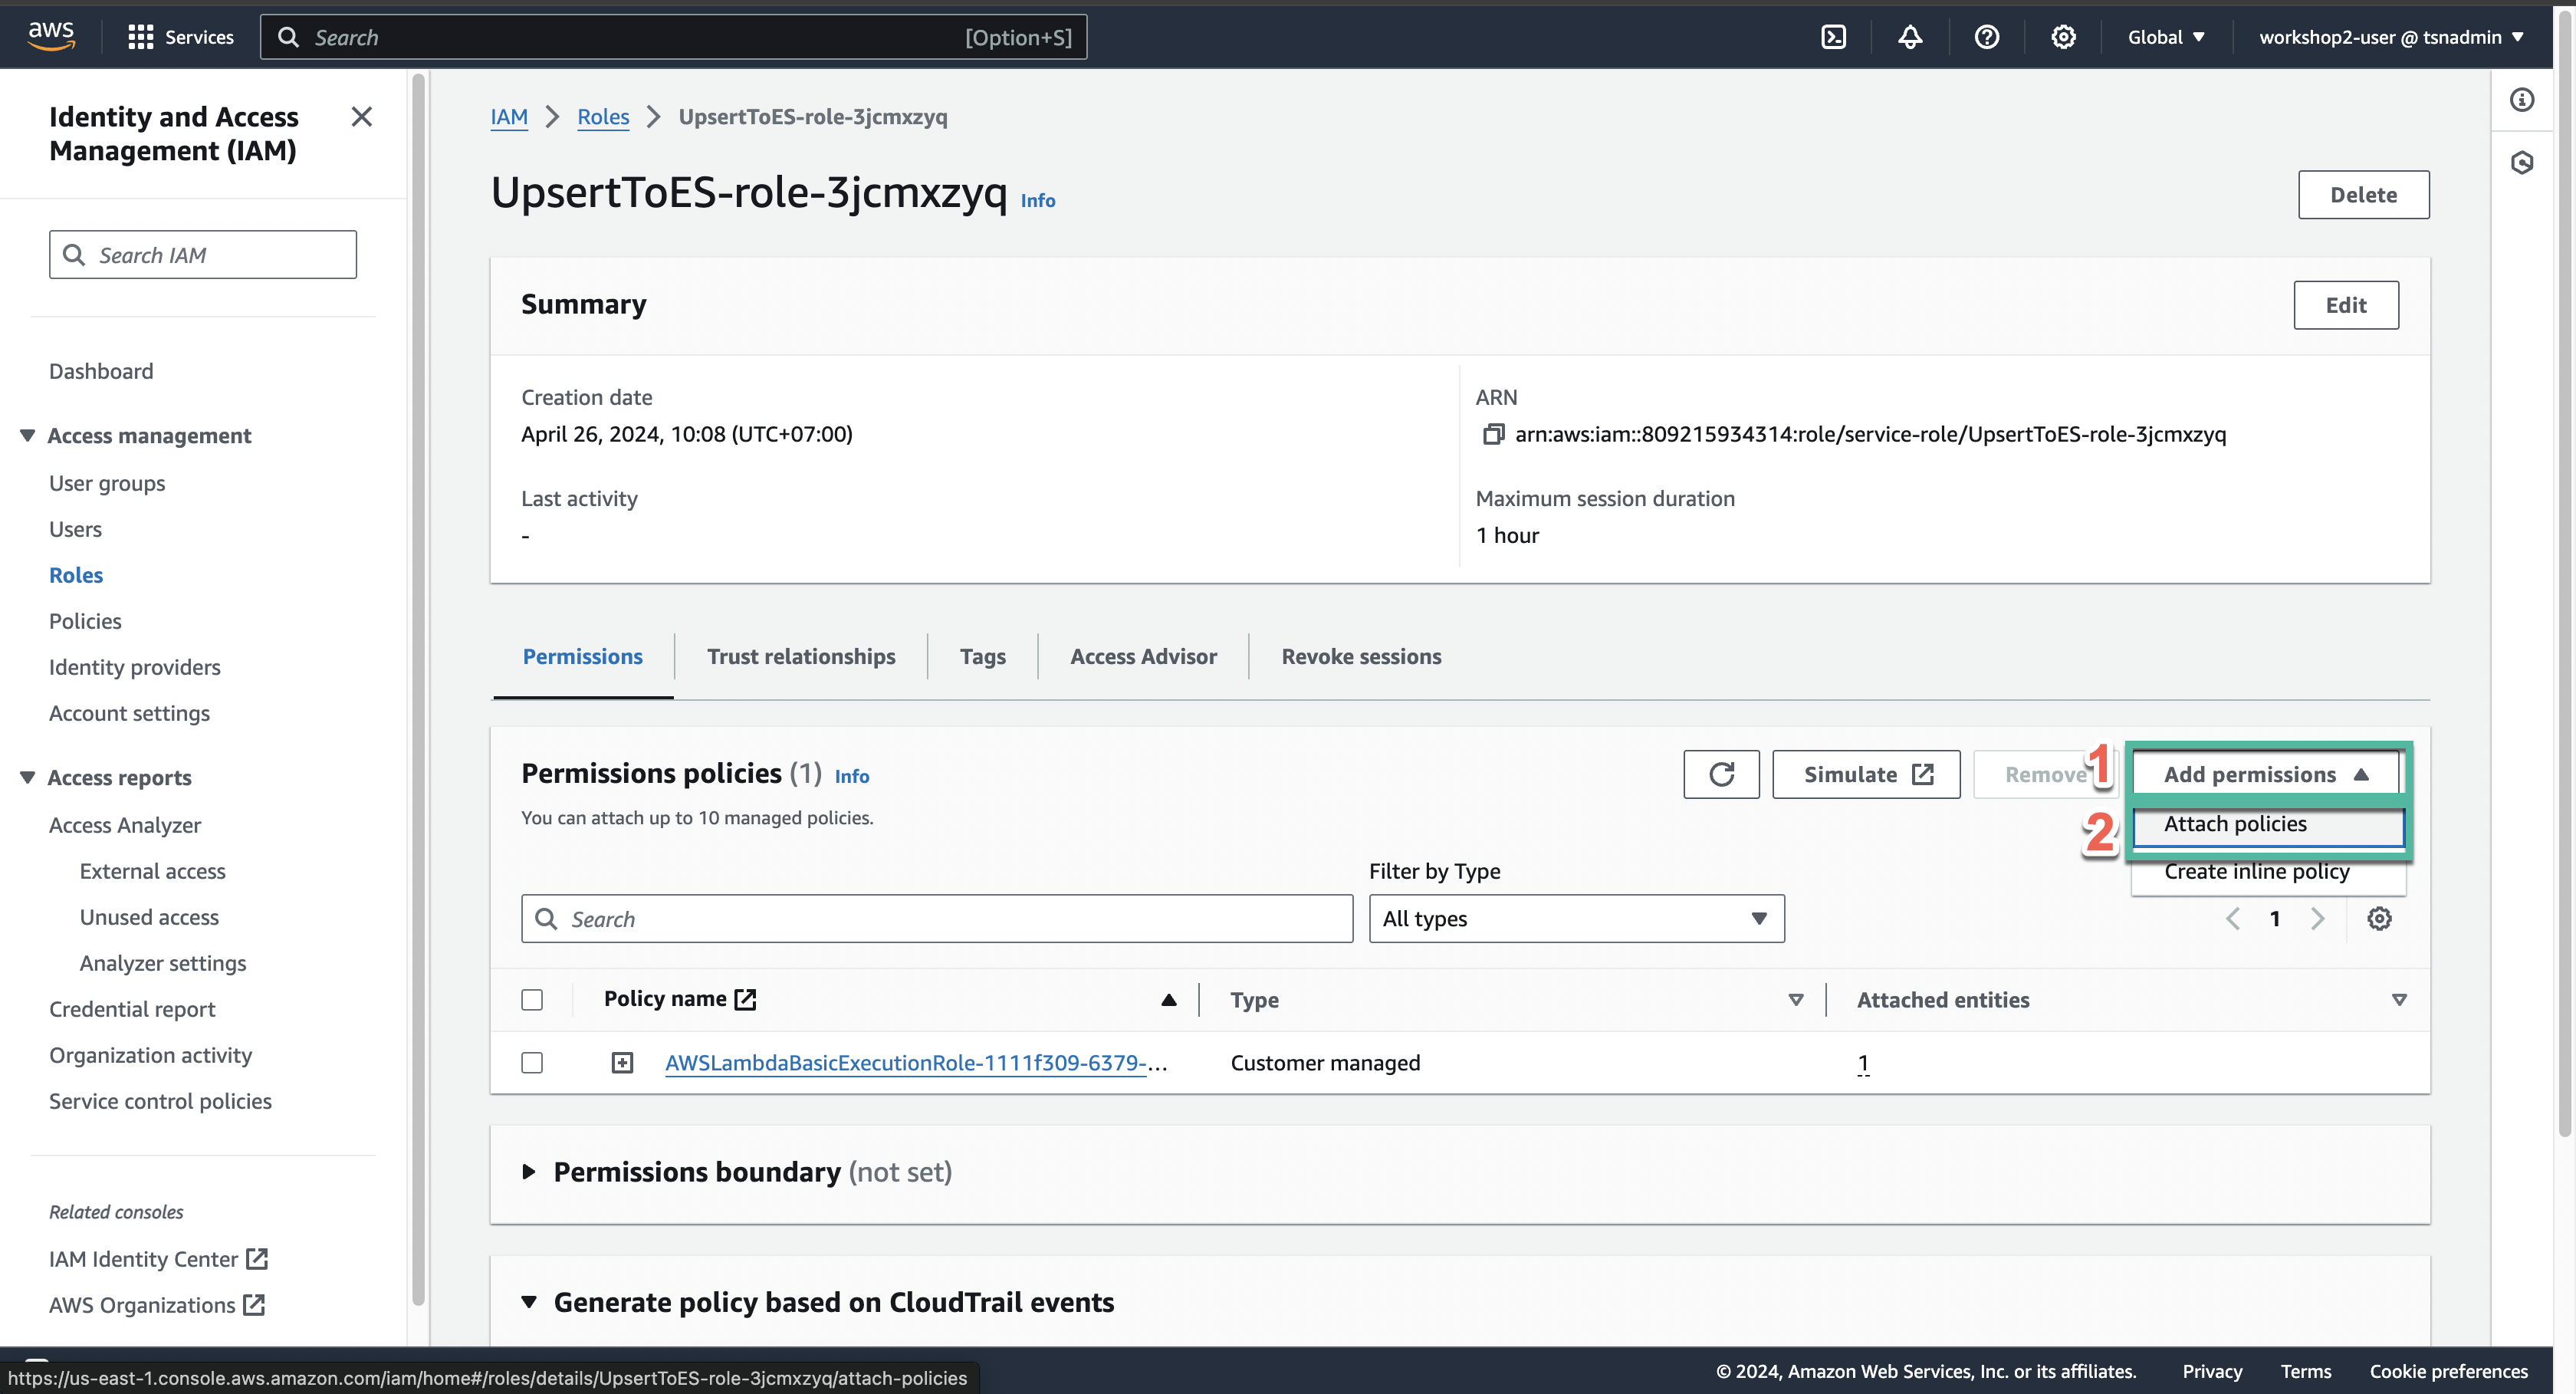 aws
Services
Search
[Option+S]
Global
workshop2-user @ tsnadmin
Identity and Access
Management (IAM)
Search IAM
Dashboard
Access management
User groups
Users
Roles
Policies
Identity providers
Account settings
Access reports
Access Analyzer
External access
Unused access
Analyzer settings
Credential report
Organization activity
Service control policies
Related consoles
IAM Identity Center
AWS Organizations
IAM > Roles > UpsertToES-role-3jcmxzyq
UpsertToES-role-3jcmxzyq Info
Delete
Summary
Edit
Creation date
April 26, 2024, 10:08 (UTC+07:00)
ARN
arn:aws:iam::809215934314:role/service-role/UpsertToES-role-3jcmxzyq
Last activity
-
Maximum session duration
1 hour
Permissions
Trust relationships
Tags
Access Advisor
Revoke sessions
Permissions policies (1) Info
You can attach up to 10 managed policies.
Simulate
Remove
1
Add permissions
2
Attach policies
Create inline policy
Filter by Type
Search
All types
1
Policy name
Type
Attached entities
AWSLambdaBasicExecutionRole-1111f309-6379-...
Customer managed
1
Permissions boundary (not set)
Generate policy based on CloudTrail events
https://us-east-1.console.aws.amazon.com/iam/home#/roles/details/UpsertToES-role-3jcmxzyq/attach-policies
© 2024, Amazon Web Services, Inc. or its affiliates.
Privacy
Terms
Cookie preferences